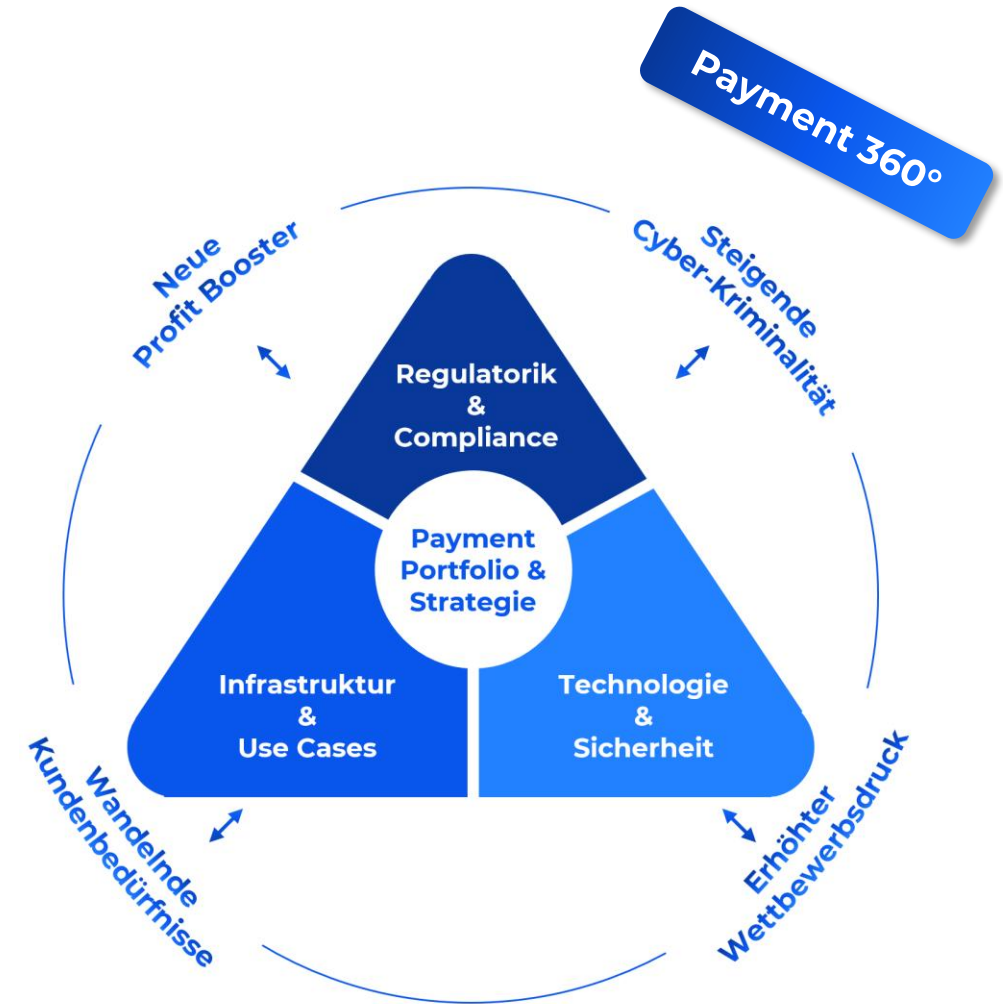 Payment 360°
Neue
Profit Booster
Steigende
Cyber-Kriminalität
Regulatorik
&
Compliance
Payment
Portfolio &
Strategie
Infrastruktur
&
Use Cases
Technologie
&
Sicherheit
Wandelnde
Kundenbedürfnisse
Erhöhter
Wettbewerbsdruck